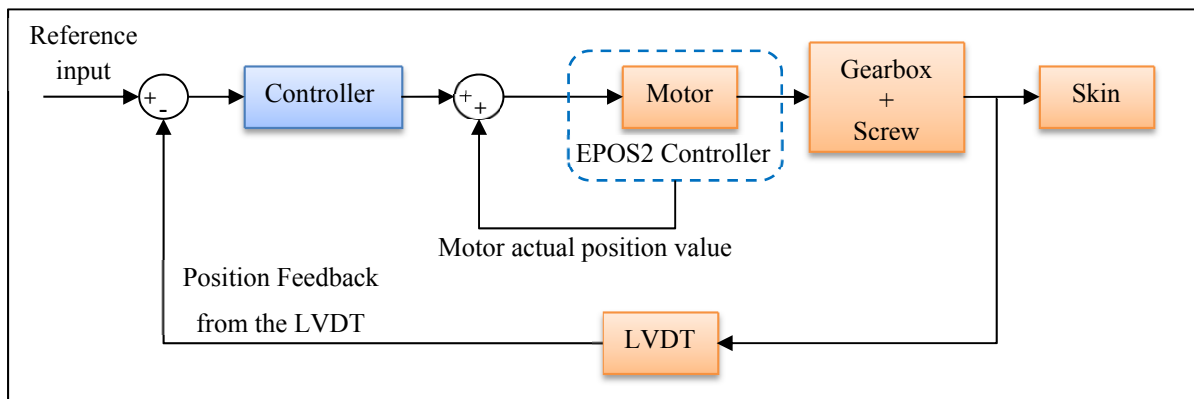 Reference
input
+
-
Controller
+
+
Motor
EPOS2 Controller
Gearbox
+
Screw
Skin
Motor actual position value
Position Feedback
from the LVDT
LVDT